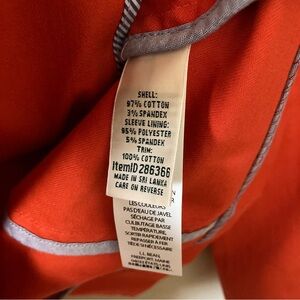 SHELL:
97% COTTON
3% SPANDEX
SLEEVE LINING:
95% POLYESTER
5% SPANDEX
TRIM:
100% COTTON
ItemID 286366
MADE IN SRI LANKA
CARE ON REVERSE
LES COULEURS
PAS D'EAU DE JAVEL
SÉCHAGE PAR
CULBUTAGE BASSE
TEMPÉRATURE
SORTIR RAPIDEMENT
REPASSER À FER
TIÈDE
L.L. BEAN
FREEPORT, MAINE